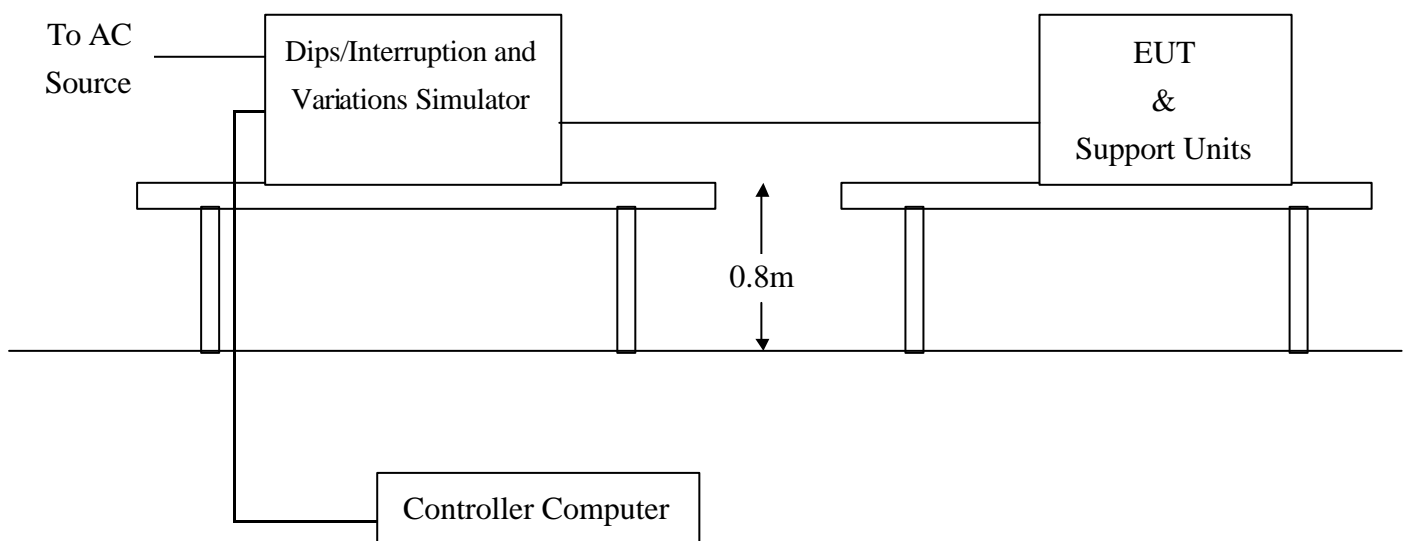 To AC
Source
Dips/Interruption and
Variations Simulator
EUT
&
Support Units
0.8m
Controller Computer